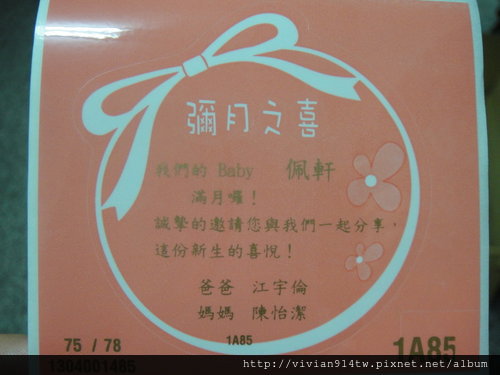 彌月之喜
我們的 Baby 佩軒
滿月囉！
誠摯的邀請您與我們一起分享，
這份新生的喜悅！
爸爸 江宇倫
媽媽 陳怡潔
75 / 78
1A85
1A85
1304001485
http://vivian914tw.pixnet.net/album